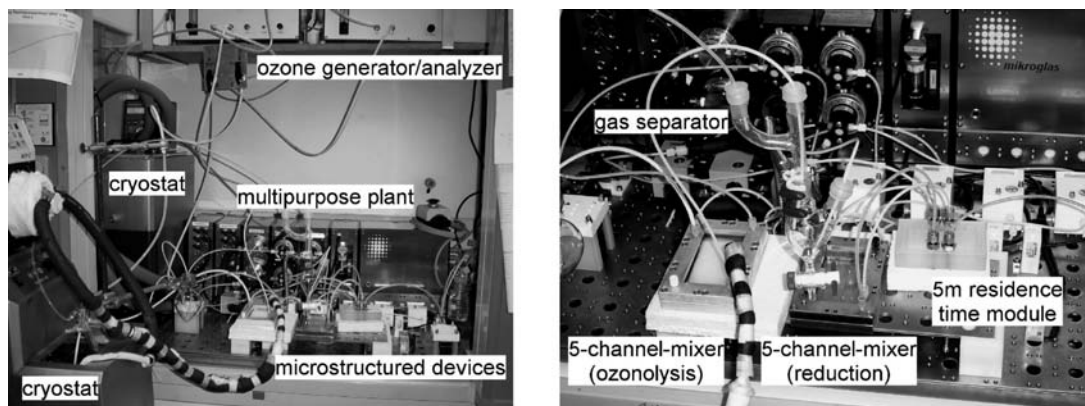 ozone generator/analyzer
cryostat
multipurpose plant
microstructured devices
cryostat
mikroglas
gas separator
5m residence
time module
5-channel-mixer
(ozonolysis)
5-channel-mixer
(reduction)